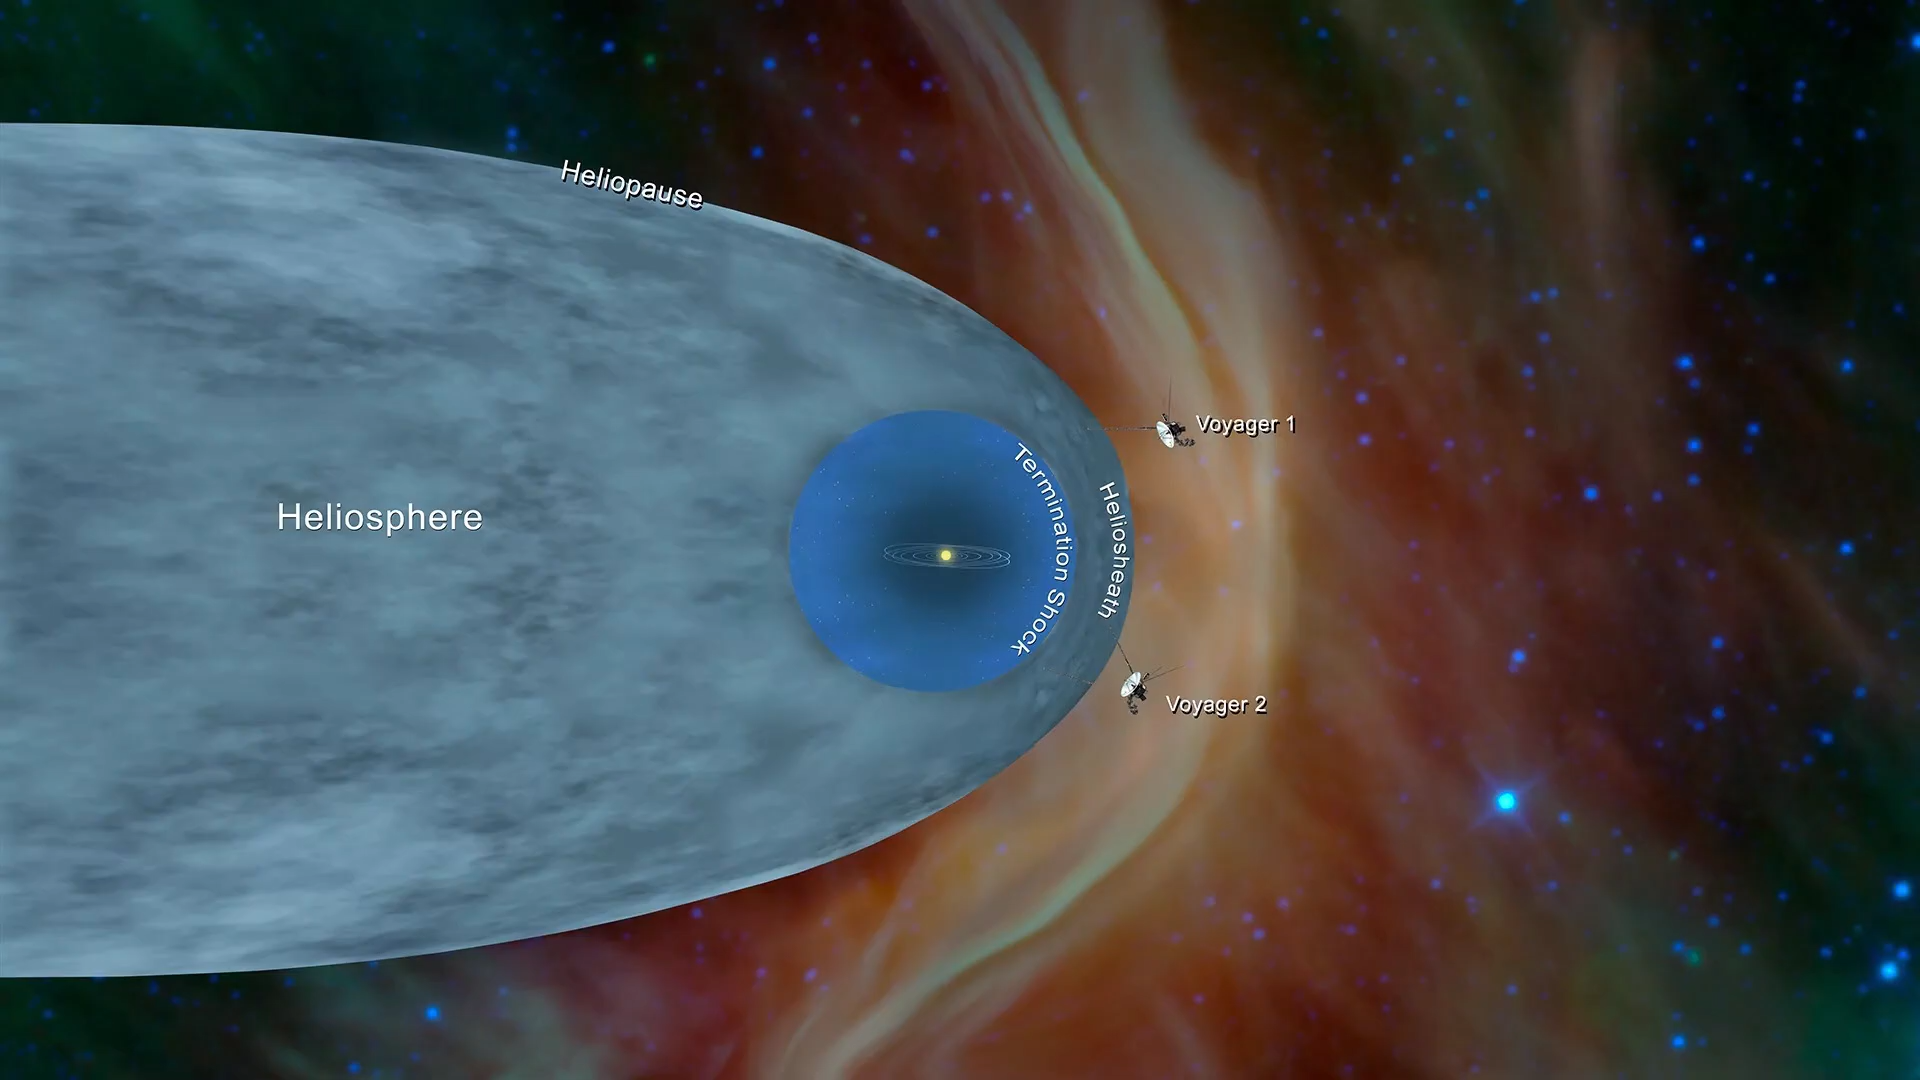 Heliopause
Voyager 1
Termination Shock
Heliosheath
Heliosphere
Voyager 2